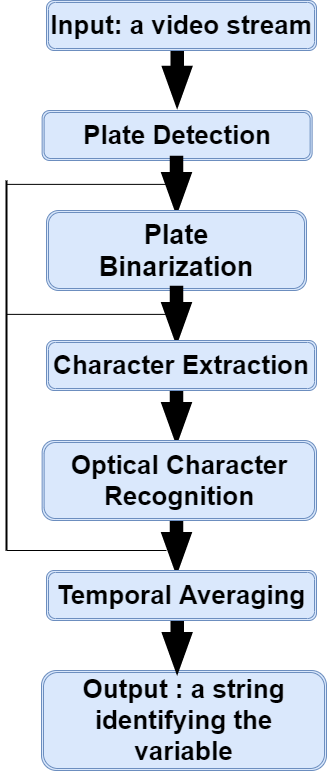 Input: a video stream
Plate Detection
Plate
Binarization
Character Extraction
Optical Character
Recognition
Temporal Averaging
Output : a string
identifying the
variable